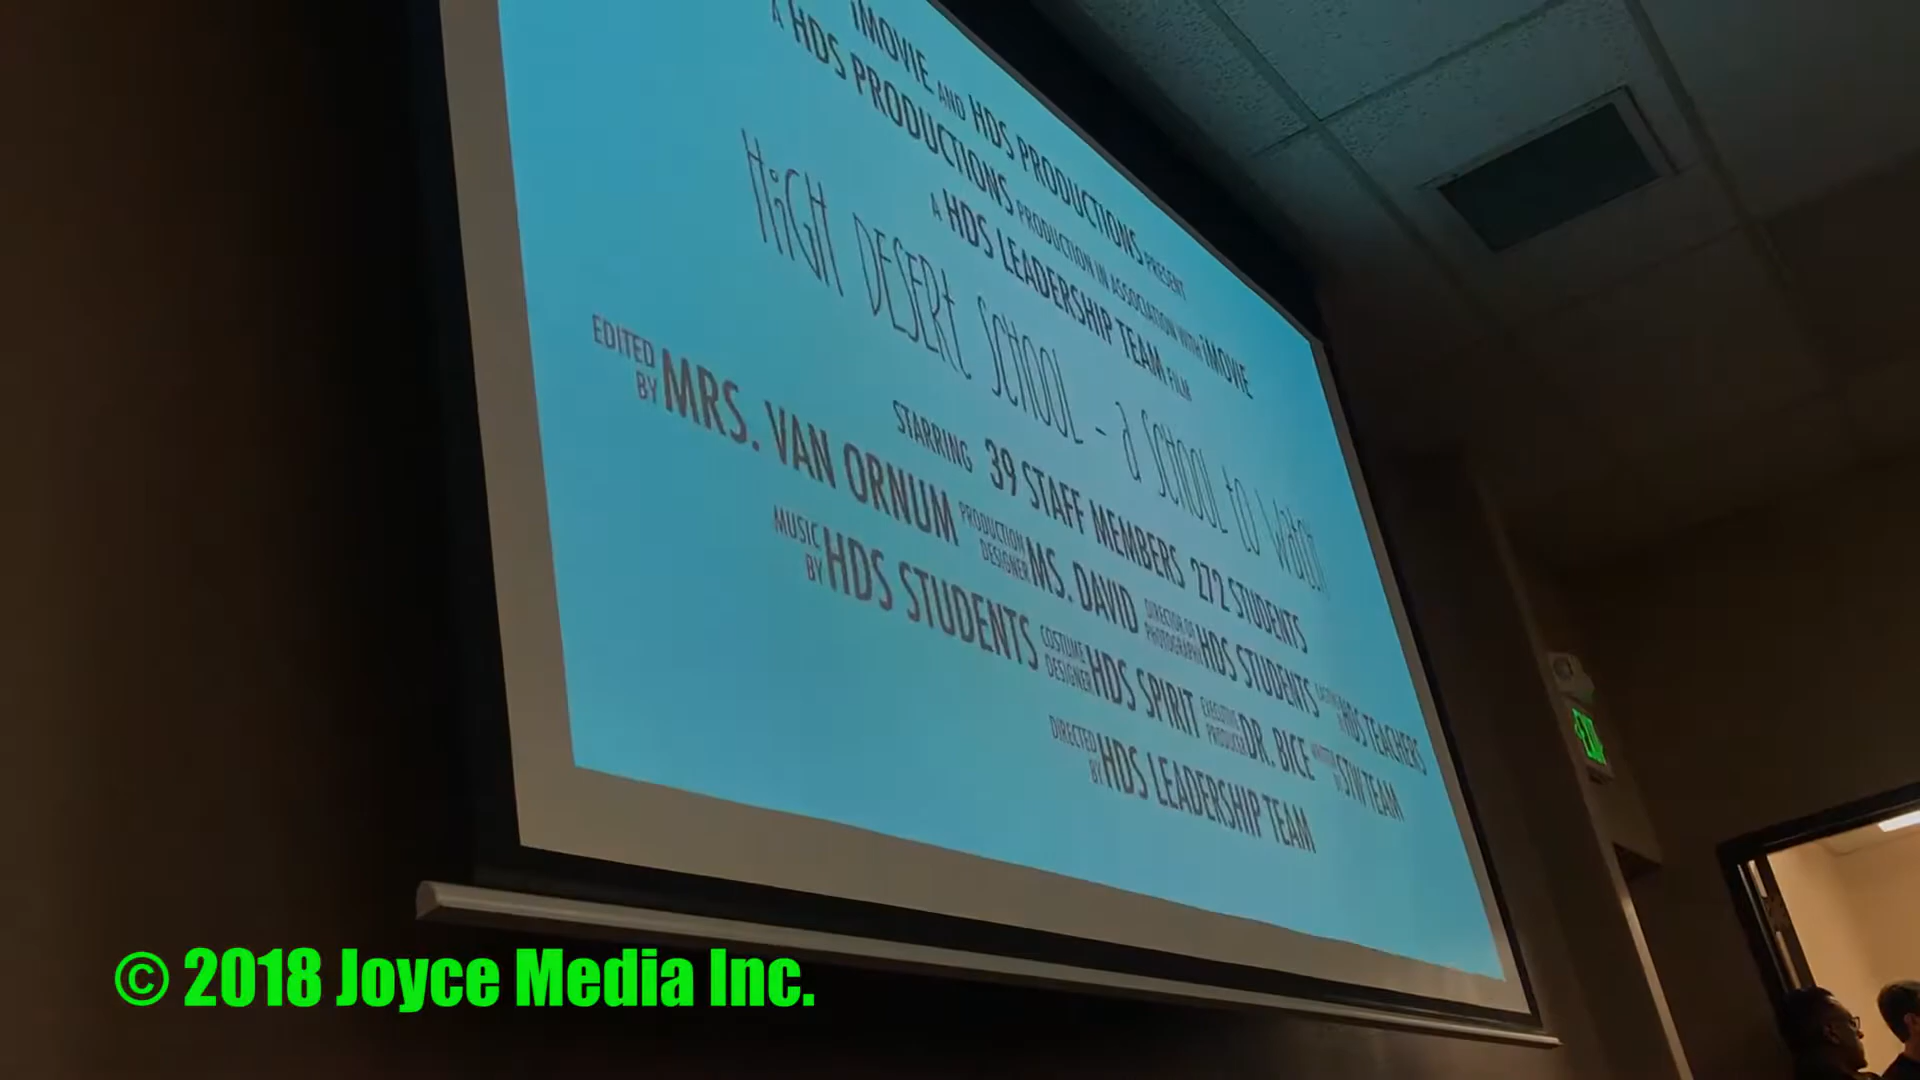 iMOVIE AND HDS PRODUCTIONS PRESENT
A HDS PRODUCTIONS PRODUCTION IN ASSOCIATION WITH iMOVIE
A HDS LEADERSHIP TEAM FILM
HiGH DESERt SCHOOL - a SCHOOL to Watch
STARRING 39 STAFF MEMBERS 272 STUDENTS
EDITED BY MRS. VAN ORNUM PRODUCTION DESIGNER MS. DAVID DIRECTOR OF PHOTOGRAPHY HDS STUDENTS HDS TEACHERS
MUSIC BY HDS STUDENTS COSTUME DESIGNER HDS SPIRIT EXECUTIVE PRODUCER DR. BICE WRITTEN BY STW TEAM
DIRECTED BY HDS LEADERSHIP TEAM
EXIT
© 2018 Joyce Media Inc.